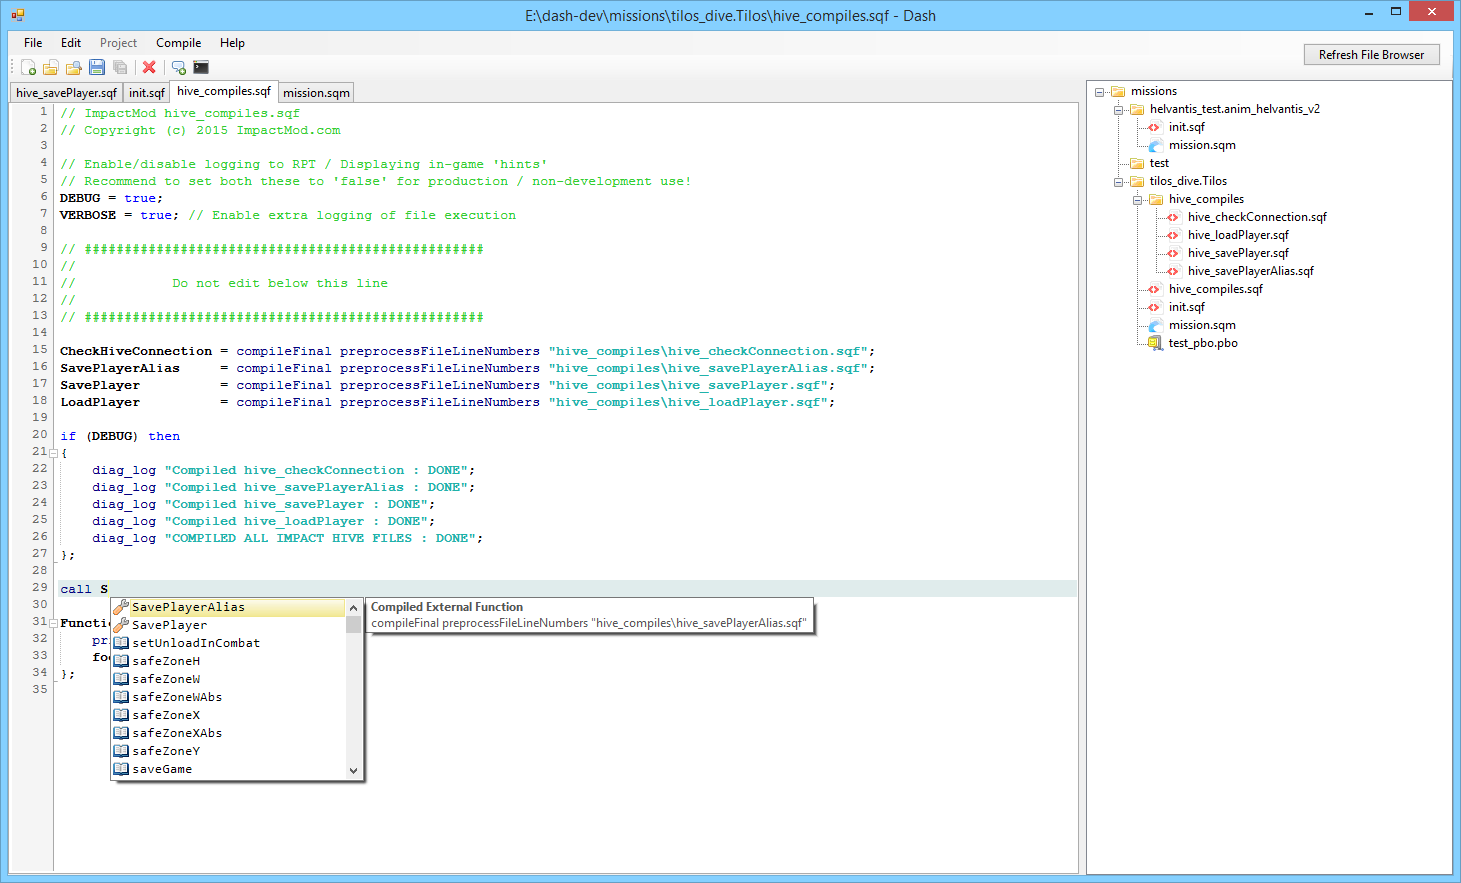 E:\dash-dev\missions\tilos_dive.Tilos\hive_compiles.sqf - Dash
File Edit Project Compile Help
Refresh File Browser
hive_savePlayer.sqf init.sqf hive_compiles.sqf mission.sqm
1 // ImpactMod hive_compiles.sqf
2 // Copyright (c) 2015 ImpactMod.com
3
4 // Enable/disable logging to RPT / Displaying in-game 'hints'
5 // Recommend to set both these to 'false' for production / non-development use!
6 DEBUG = true;
7 VERBOSE = true; // Enable extra logging of file execution
8
9 // ##################################################
10 //
11 // Do not edit below this line
12 //
13 // ##################################################
14
15 CheckHiveConnection = compileFinal preprocessFileLineNumbers "hive_compiles\hive_checkConnection.sqf";
16 SavePlayerAlias = compileFinal preprocessFileLineNumbers "hive_compiles\hive_savePlayerAlias.sqf";
17 SavePlayer = compileFinal preprocessFileLineNumbers "hive_compiles\hive_savePlayer.sqf";
18 LoadPlayer = compileFinal preprocessFileLineNumbers "hive_compiles\hive_loadPlayer.sqf";
19
20 if (DEBUG) then
21 {
22 diag_log "Compiled hive_checkConnection : DONE";
23 diag_log "Compiled hive_savePlayerAlias : DONE";
24 diag_log "Compiled hive_savePlayer : DONE";
25 diag_log "Compiled hive_loadPlayer : DONE";
26 diag_log "COMPILED ALL IMPACT HIVE FILES : DONE";
27 };
28
29 call S
30
31 Functi
32 pr
33 foo
34 };
35
SavePlayerAlias
SavePlayer
setUnloadInCombat
safeZoneH
safeZoneW
safeZoneWAbs
safeZoneX
safeZoneXAbs
safeZoneY
saveGame
Compiled External Function
compileFinal preprocessFileLineNumbers "hive_compiles\hive_savePlayerAlias.sqf"
missions
helvantis_test.anim_helvantis_v2
init.sqf
mission.sqm
test
tilos_dive.Tilos
hive_compiles
hive_checkConnection.sqf
hive_loadPlayer.sqf
hive_savePlayer.sqf
hive_savePlayerAlias.sqf
hive_compiles.sqf
init.sqf
mission.sqm
test_pbo.pbo